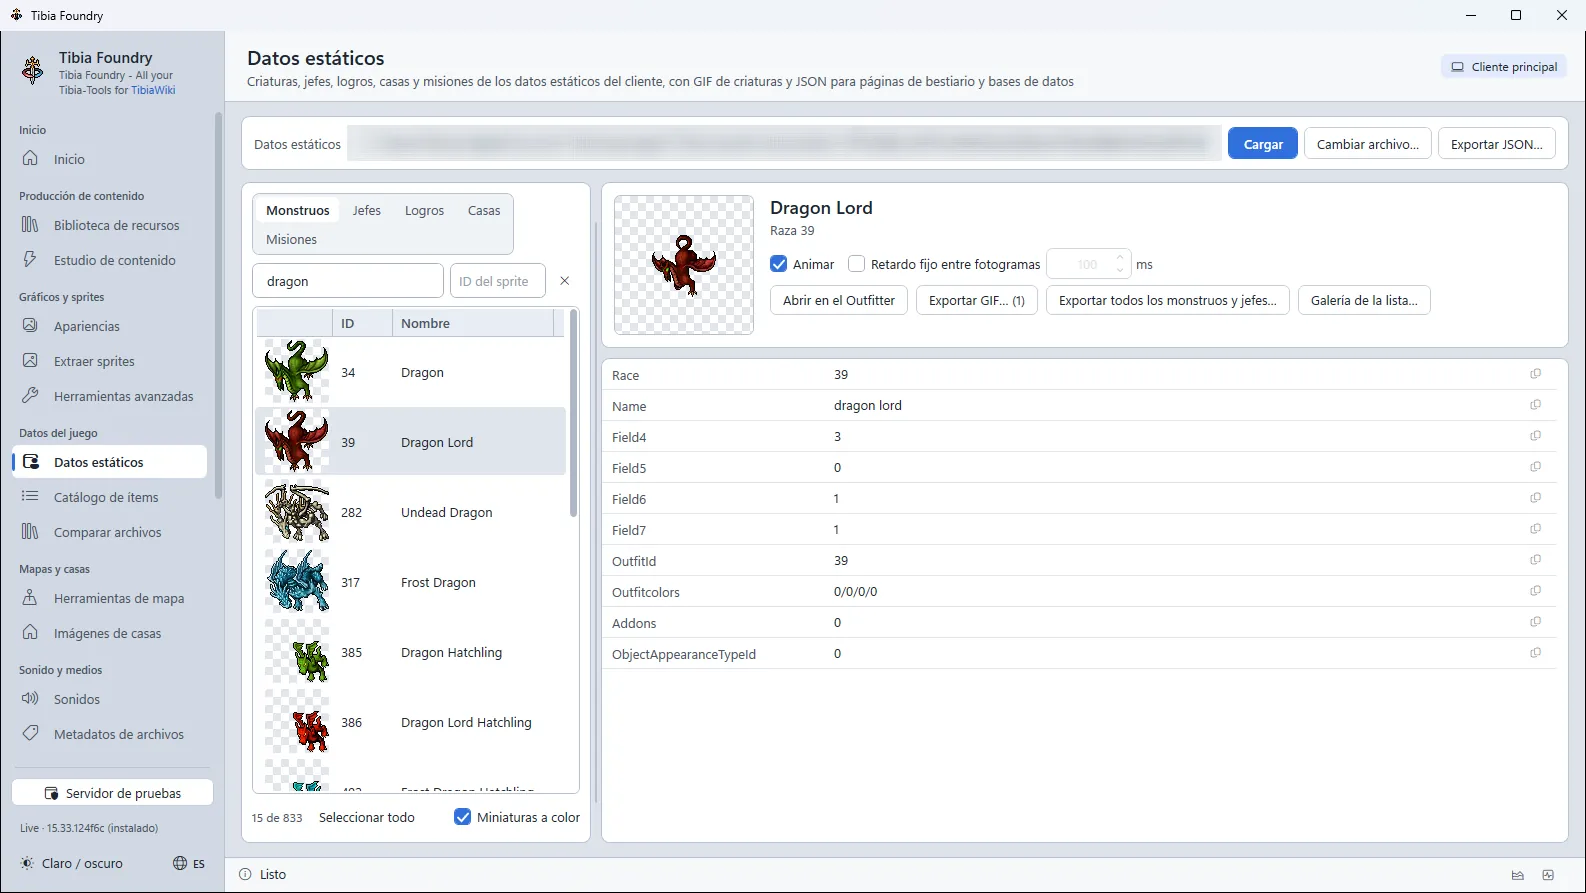 Tibia Foundry
Tibia Foundry
Tibia Foundry - All your
Tibia-Tools for TibiaWiki
Inicio
Inicio
Producción de contenido
Biblioteca de recursos
Estudio de contenido
Gráficos y sprites
Apariencias
Extraer sprites
Herramientas avanzadas
Datos del juego
Datos estáticos
Catálogo de ítems
Comparar archivos
Mapas y casas
Herramientas de mapa
Imágenes de casas
Sonido y medios
Sonidos
Metadatos de archivos
Servidor de pruebas
Live · 15.33.124f6c (instalado)
Claro / oscuro
ES
Datos estáticos
Criaturas, jefes, logros, casas y misiones de los datos estáticos del cliente, con GIF de criaturas y JSON para páginas de bestiario y bases de datos
Cliente principal
Datos estáticos
Cargar
Cambiar archivo...
Exportar JSON...
Monstruos
Jefes
Logros
Casas
Misiones
dragon
ID del sprite
ID
Nombre
34
Dragon
39
Dragon Lord
282
Undead Dragon
317
Frost Dragon
385
Dragon Hatchling
386
Dragon Lord Hatchling
15 de 833
Seleccionar todo
Miniaturas a color
Dragon Lord
Raza 39
Animar
Retardo fijo entre fotogramas
100
ms
Abrir en el Outfitter
Exportar GIF... (1)
Exportar todos los monstruos y jefes...
Galería de la lista...
Race 39
Name dragon lord
Field4 3
Field5 0
Field6 1
Field7 1
OutfitId 39
Outfitcolors 0/0/0/0
Addons 0
ObjectAppearanceTypeId 0
Listo